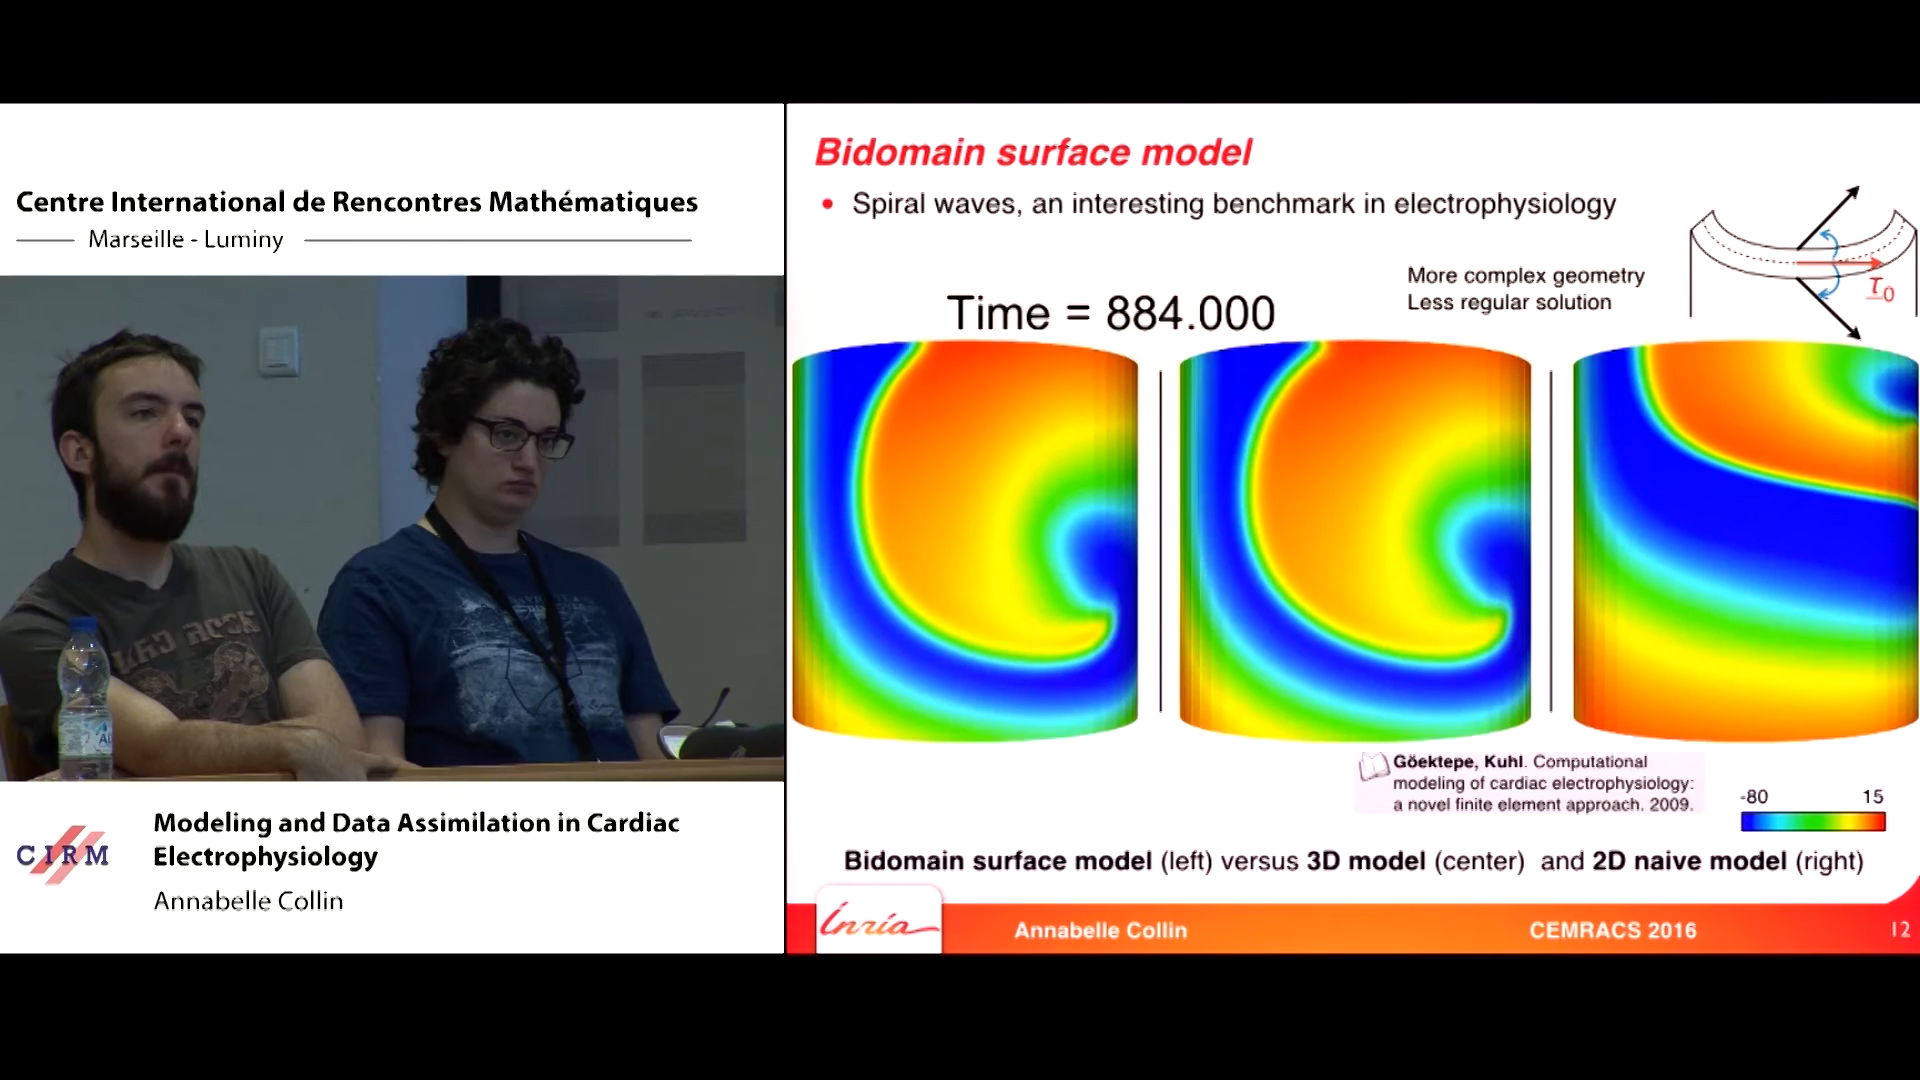 Centre International de Rencontres Mathématiques
Marseille - Luminy
HARD ROCK
Modeling and Data Assimilation in Cardiac
Electrophysiology
Annabelle Collin
CIRM
Bidomain surface model
• Spiral waves, an interesting benchmark in electrophysiology
More complex geometry
Less regular solution
τ0
Time = 884.000
Göektepe, Kuhl. Computational
modeling of cardiac electrophysiology:
a novel finite element approach. 2009.
-80 15
Bidomain surface model (left) versus 3D model (center) and 2D naive model (right)
Inria
Annabelle Collin
CEMRACS 2016
12